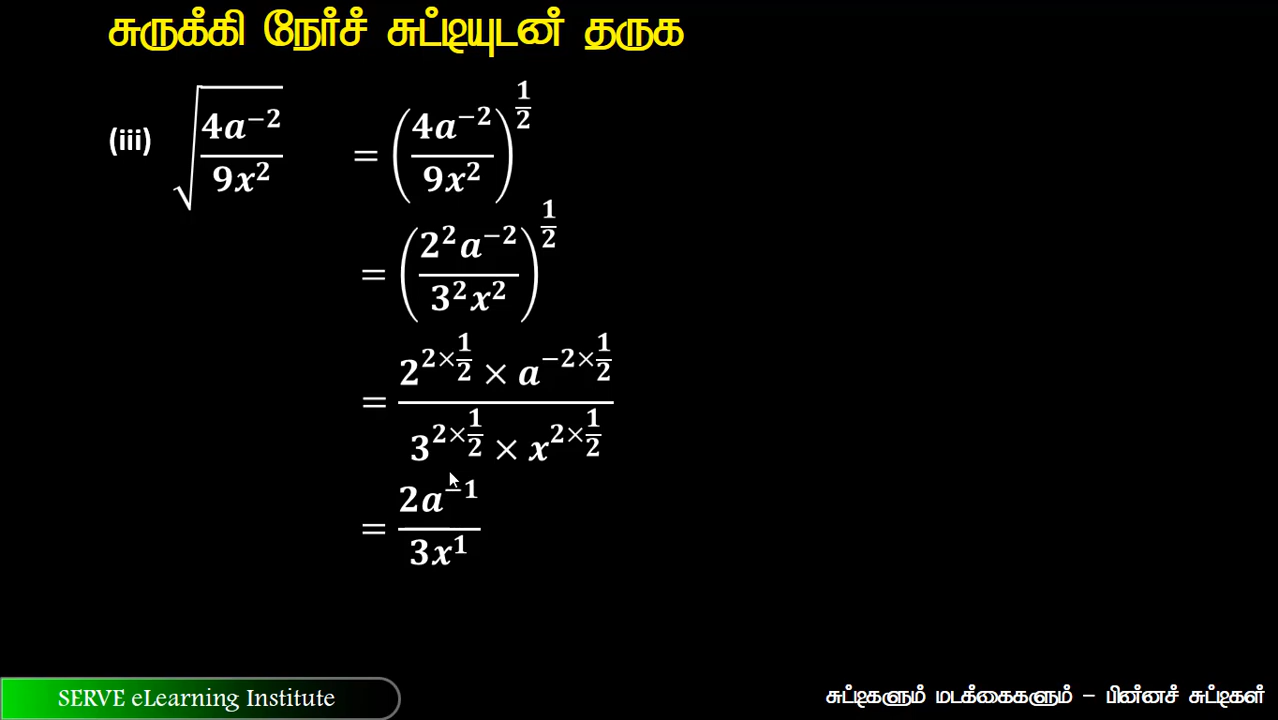 சுருக்கி நேர்ச் சுட்டியுடன் தருக
(iii) √(4a⁻²/9x²) = (4a⁻²/9x²)^(1/2)
= (2²a⁻²/3²x²)^(1/2)
= (2^(2×1/2) × a^(−2×1/2))/(3^(2×1/2) × x^(2×1/2))
= 2a⁻¹/3x¹
SERVE eLearning Institute
சுட்டிகளும் மடக்கைகளும் – பின்னச் சுட்டிகள்